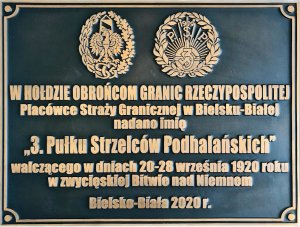 W HOŁDZIE OBROŃCOM GRANIC RZECZYPOSPOLITEJ
Placówce Straży Granicznej w Bielsku-Białej
nadano imię
„3. Pułku Strzelców Podhalańskich”
walczącego w dniach 20-28 września 1920 roku
w zwycięskiej Bitwie nad Niemnem
Bielsko-Biała 2020 r.